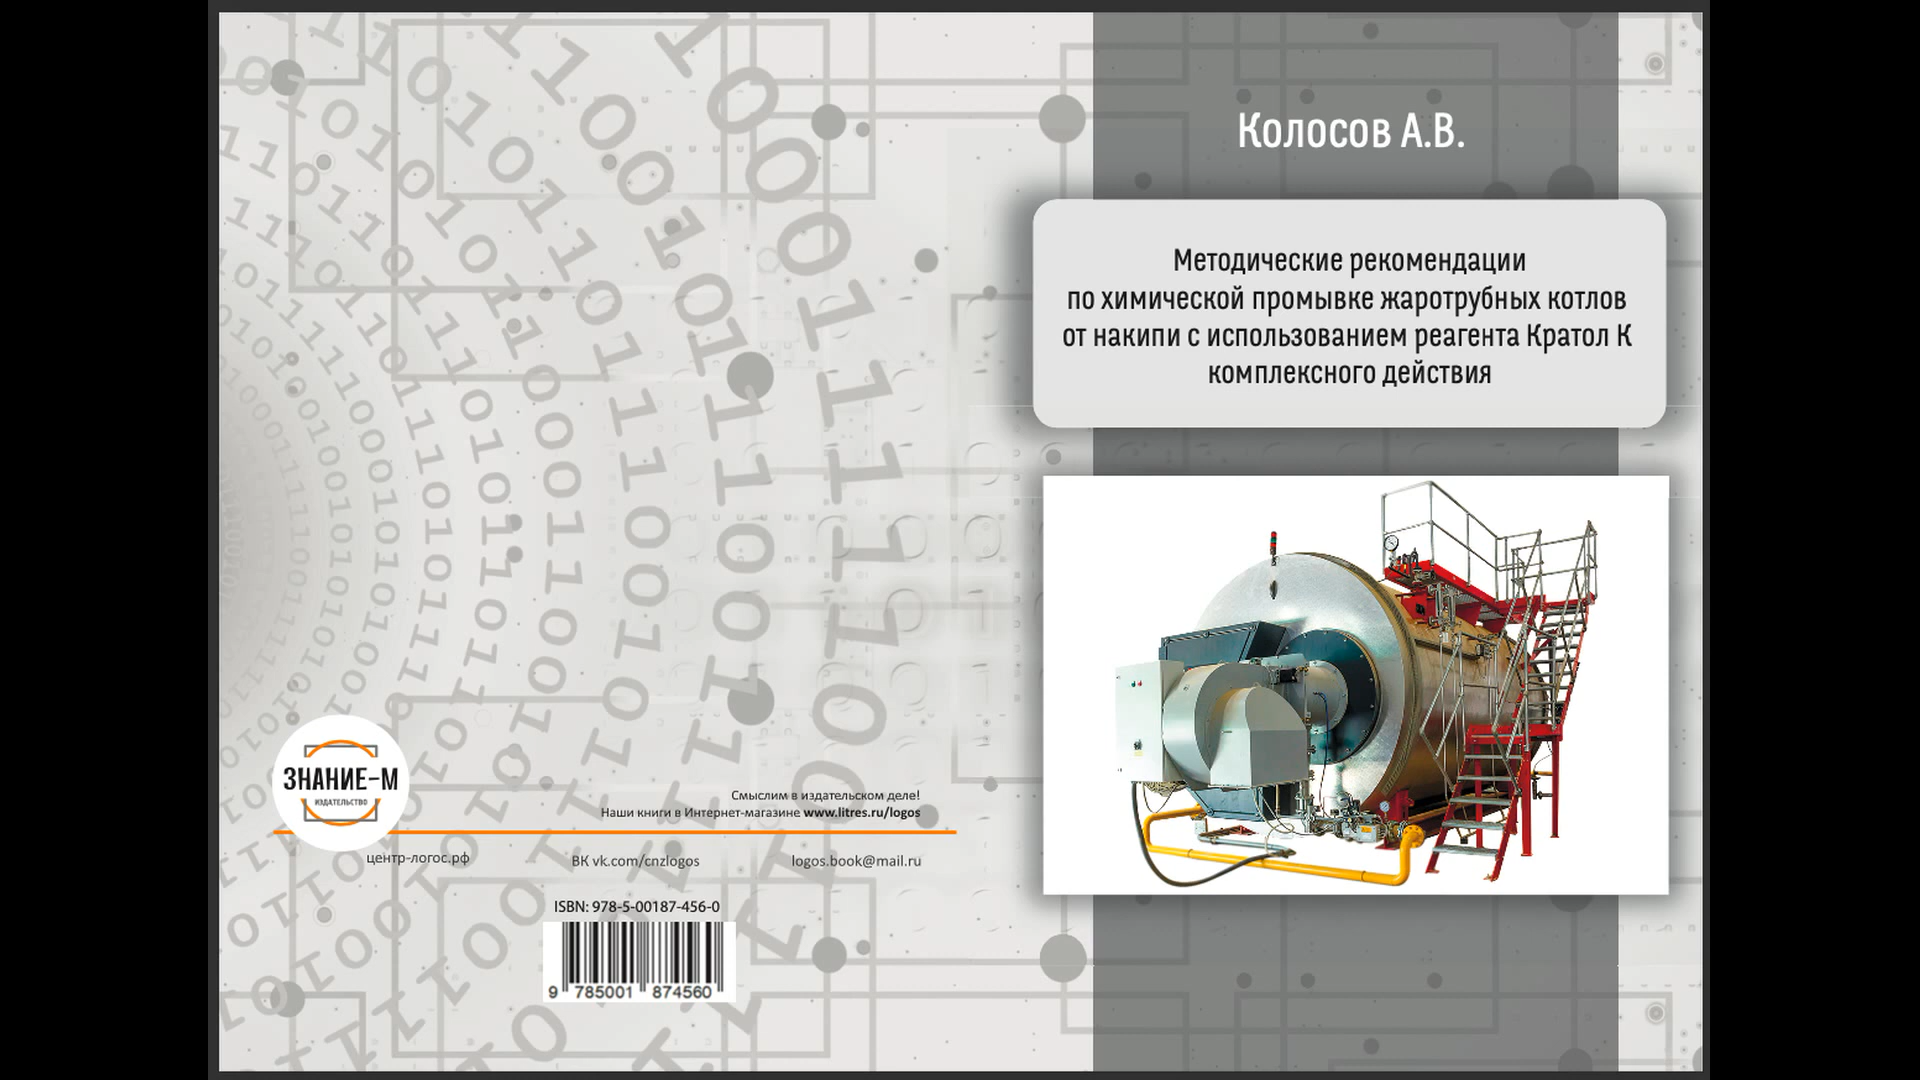 Колосов А.В.
Методические рекомендации
по химической промывке жаротрубных котлов
от накипи с использованием реагента Кратол К
комплексного действия
ЗНАНИЕ-М
ИЗДАТЕЛЬСТВО
Смыслим в издательском деле!
Наши книги в Интернет-магазине www.litres.ru/logos
центр-логос.рф
ВК vk.com/cnzlogos
logos.book@mail.ru
ISBN: 978-5-00187-456-0
9 785001 874560